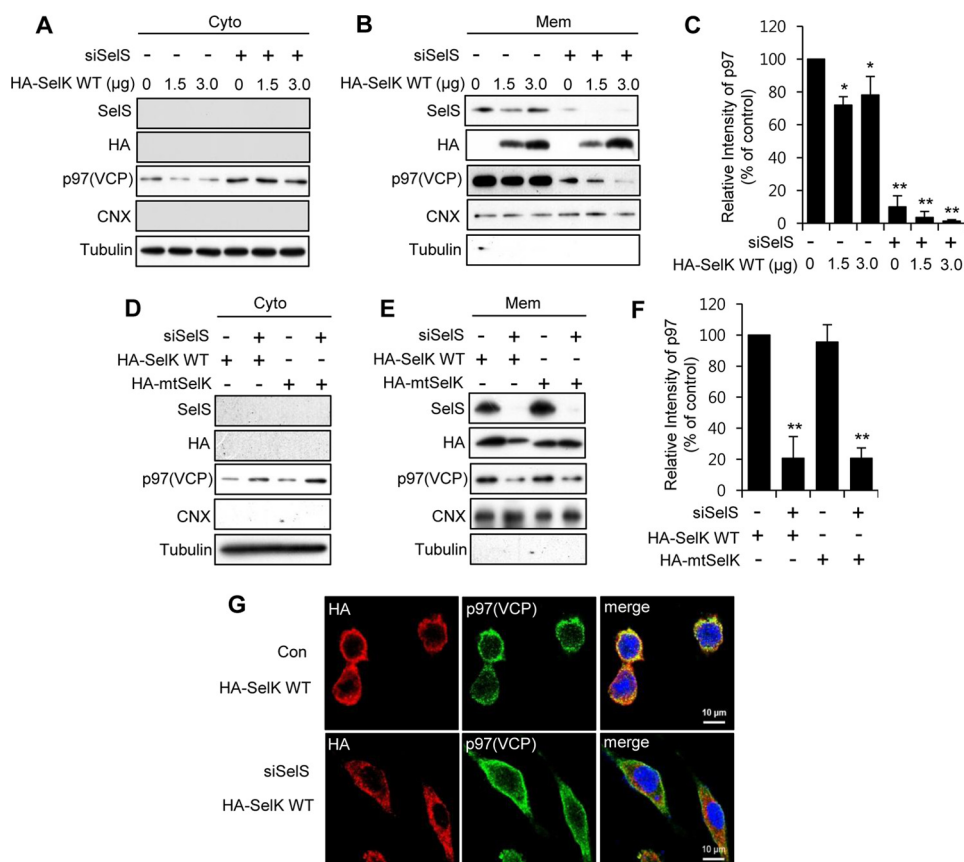 A
Cyto
siSelS - - - + + +
HA-SelK WT (μg) 0 1.5 3.0 0 1.5 3.0
SelS
HA
p97(VCP)
CNX
Tubulin
B
Mem
siSelS - - - + + +
HA-SelK WT (μg) 0 1.5 3.0 0 1.5 3.0
SelS
HA
p97(VCP)
CNX
Tubulin
C
Relative Intensity of p97
(% of control)
120
100
80
60
40
20
0
* * ** ** **
siSelS - - - + + +
HA-SelK WT (μg) 0 1.5 3.0 0 1.5 3.0
D
Cyto
siSelS - + - +
HA-SelK WT + + - -
HA-mtSelK - - + +
SelS
HA
p97(VCP)
CNX
Tubulin
E
Mem
siSelS - + - +
HA-SelK WT + + - -
HA-mtSelK - - + +
SelS
HA
p97(VCP)
CNX
Tubulin
F
Relative Intensity of p97
(% of control)
120
100
80
60
40
20
0
** **
siSelS - + - +
HA-SelK WT + + - -
HA-mtSelK - - + +
G
HA p97(VCP) merge
Con
HA-SelK WT
10 μm
HA p97(VCP) merge
siSelS
HA-SelK WT
10 μm